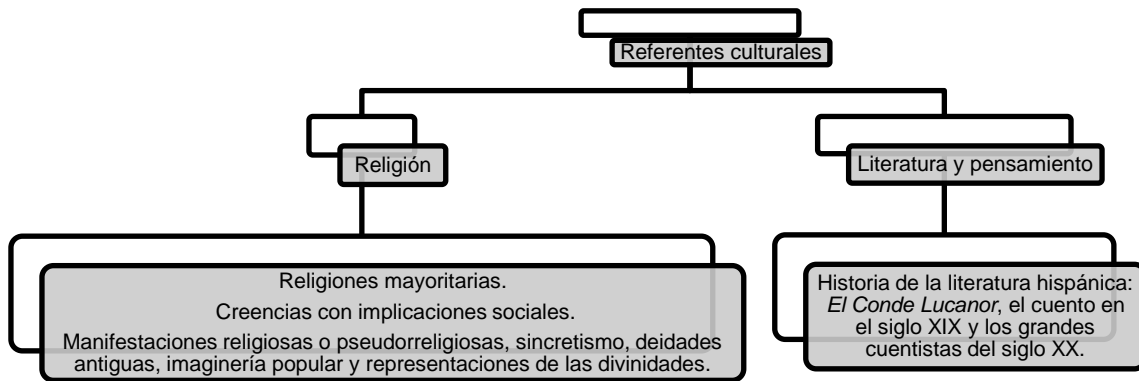 Referentes culturales
Religión
Literatura y pensamiento
Religiones mayoritarias.
Creencias con implicaciones sociales.
Manifestaciones religiosas o pseudorreligiosas, sincretismo, deidades
antiguas, imaginería popular y representaciones de las divinidades.
Historia de la literatura hispánica:
El Conde Lucanor, el cuento en
el siglo XIX y los grandes
cuentistas del siglo XX.